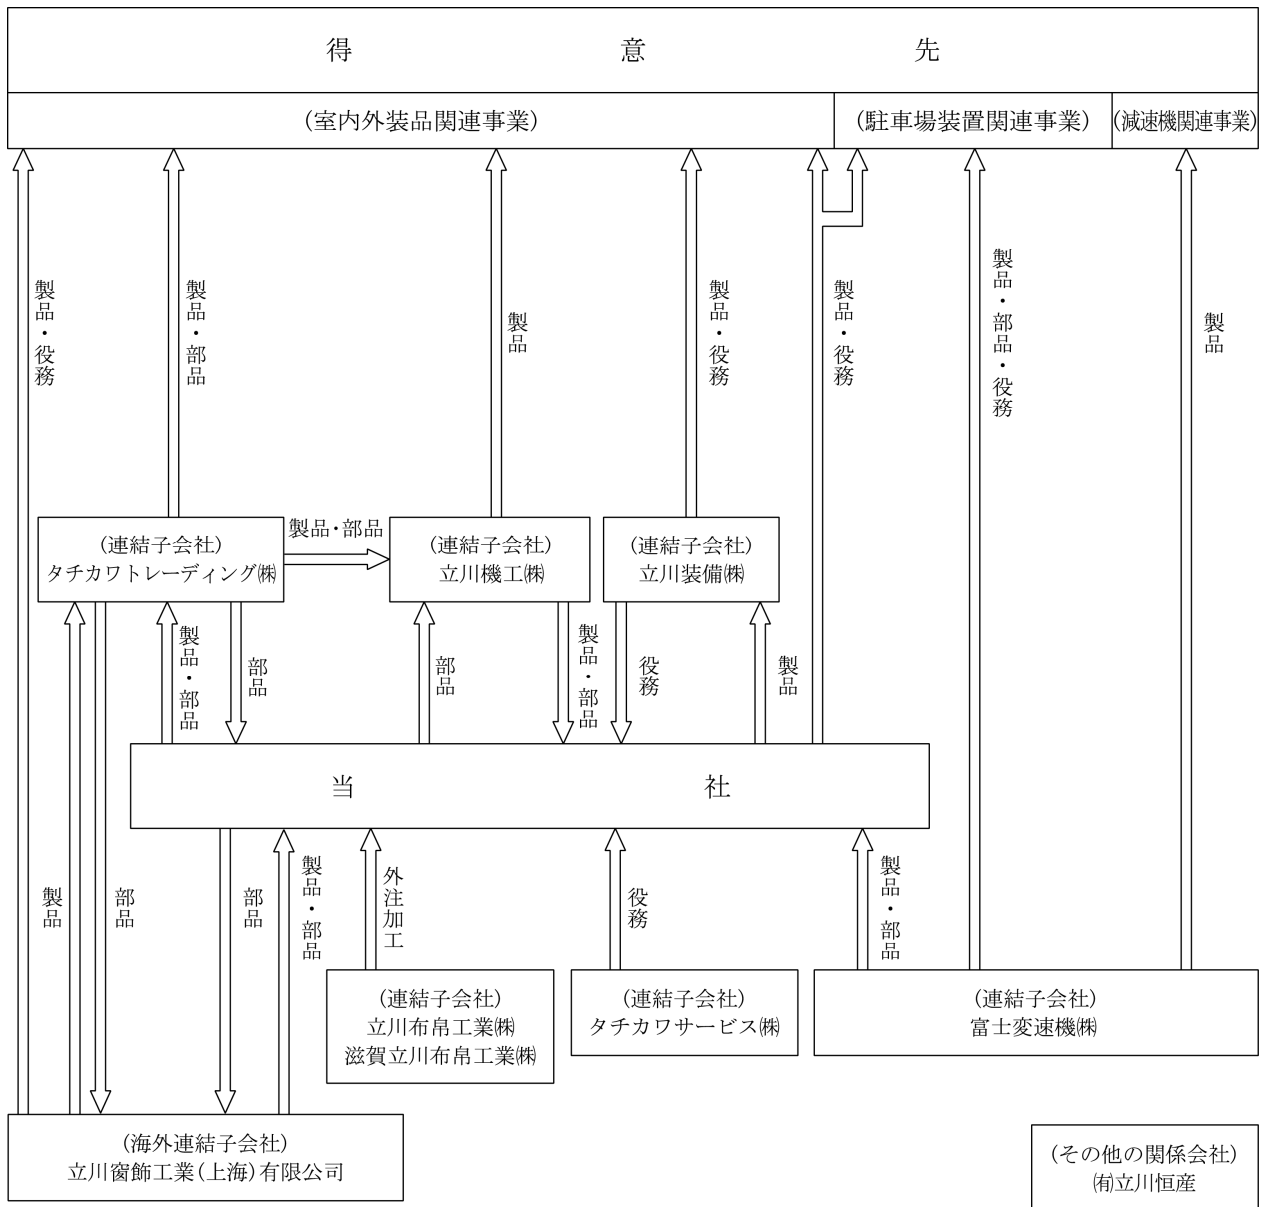 得意先
(室内外装品関連事業)
(駐車場装置関連事業)
(減速機関連事業)
製品・役務
製品・部品
製品
製品・役務
製品・役務
製品・部品・役務
製品
(連結子会社)
タチカワトレーディング㈱
製品・部品
(連結子会社)
立川機工㈱
(連結子会社)
立川装備㈱
製品・部品
部品
部品
製品・部品
役務
製品
当社
製品
部品
部品
製品・部品
外注加工
役務
製品・部品
(連結子会社)
立川布帛工業㈱
滋賀立川布帛工業㈱
(連結子会社)
タチカワサービス㈱
(連結子会社)
富士変速機㈱
(海外連結子会社)
立川窗飾工業(上海)有限公司
(その他の関係会社)
㈲立川恒産